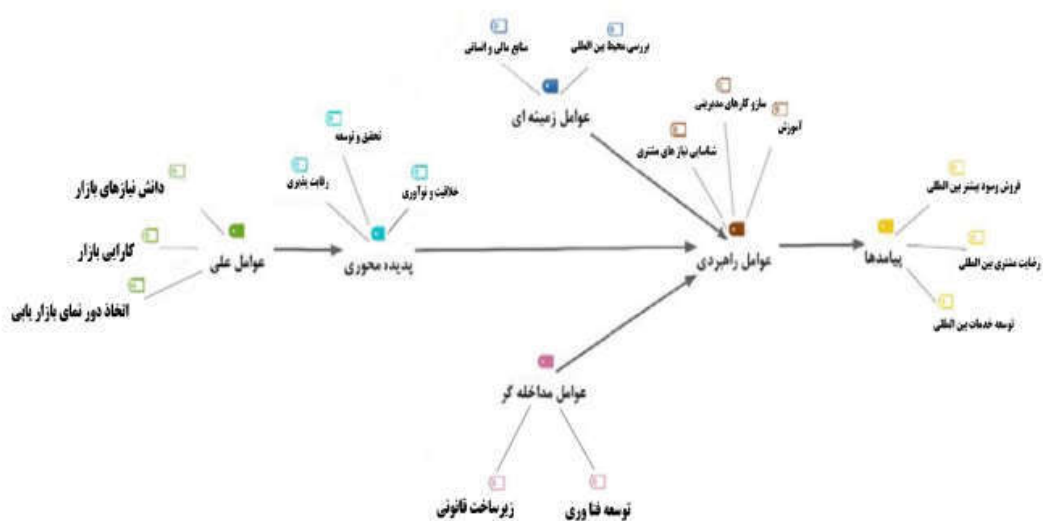 منابع مالی و انسانی
بررسی محیط بین المللی
عوامل زمینه ای
سازو کارهای مدیریتی
آموزش
شناسایی نیاز های مشتری
تحقیق و توسعه
رقابت پذیری
خلاقیت و نوآوری
دانش نیازهای بازار
کارایی بازار
اتخاذ دور نمای بازار یابی
عوامل علی
پدیده محوری
عوامل راهبردی
پیامدها
فروش وسود بیشتر بین المللی
رضایت مشتری بین المللی
توسعه خدمات بین المللی
عوامل مداخله گر
زیرساخت قانونی
توسعه فنا وری